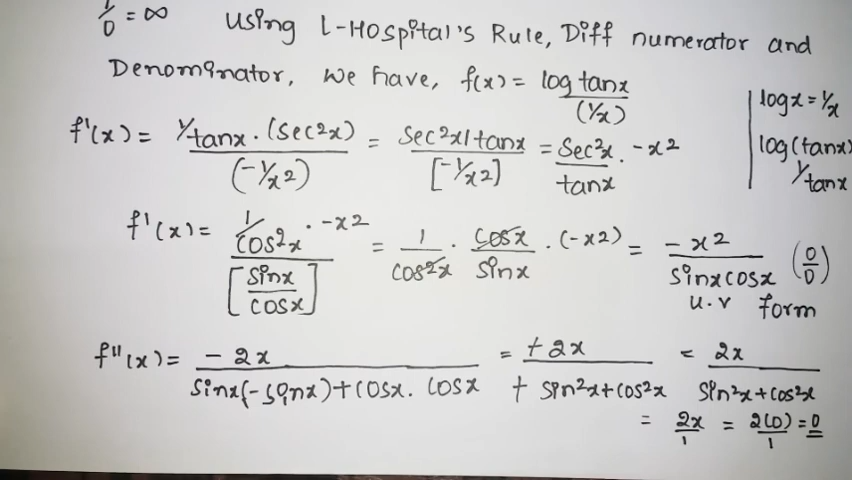 1/0 = ∞ Using L-Hospital's Rule, Diff numerator and
Denominator, we have, f(x) = log tanx / (1/x)
log x = 1/x
log(tanx)
1/tanx
f'(x) = 1/tanx · (sec²x) / (-1/x²) = sec²x/tanx / [-1/x²] = sec²x / tanx · -x²
f'(x) = 1/cos²x · -x² / [sinx / cosx] = 1/cos²x · cosx/sinx · (-x²) = -x² / sinxcosx (0/0)
u.v form
f''(x) = -2x / sinx(-sinx)+cosx.cosx = +2x / + sin²x+cos²x = 2x / sin²x+cos²x
= 2x/1 = 2(0)/1 = 0